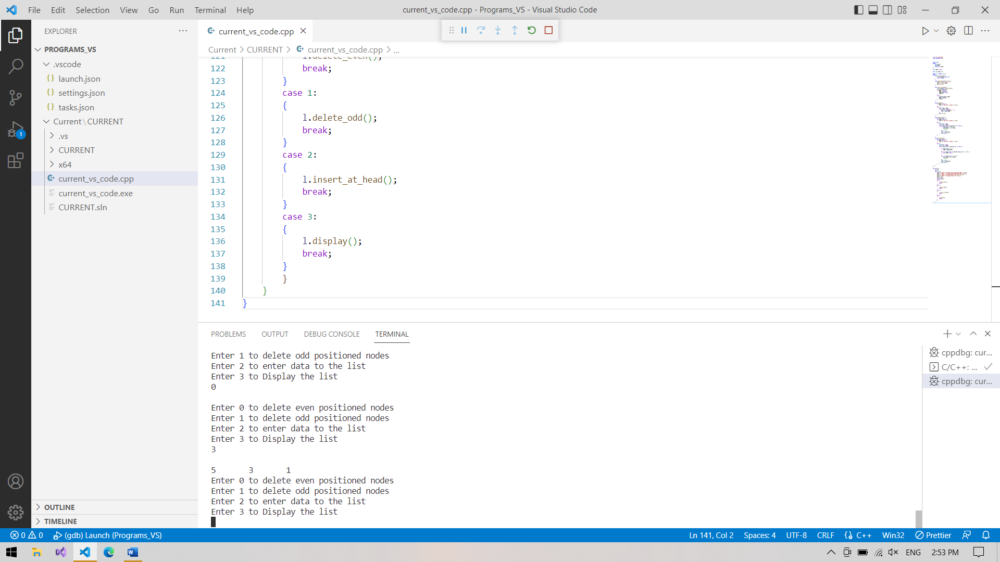 File Edit Selection View Go Run Terminal Help
current_vs_code.cpp - Programs_VS - Visual Studio Code
EXPLORER
PROGRAMS_VS
.vscode
launch.json
settings.json
tasks.json
Current\CURRENT
.vs
CURRENT
x64
current_vs_code.cpp
current_vs_code.exe
CURRENT.sln
OUTLINE
TIMELINE
1
current_vs_code.cpp
Current > CURRENT > current_vs_code.cpp > ...
121 l.delete_even();
122 break;
123 }
124 case 1:
125 {
126 l.delete_odd();
127 break;
128 }
129 case 2:
130 {
131 l.insert_at_head();
132 break;
133 }
134 case 3:
135 {
136 l.display();
137 break;
138 }
139 }
140 }
141 }
PROBLEMS OUTPUT DEBUG CONSOLE TERMINAL
Enter 1 to delete odd positioned nodes
Enter 2 to enter data to the list
Enter 3 to Display the list
0
Enter 0 to delete even positioned nodes
Enter 1 to delete odd positioned nodes
Enter 2 to enter data to the list
Enter 3 to Display the list
3
5 3 1
Enter 0 to delete even positioned nodes
Enter 1 to delete odd positioned nodes
Enter 2 to enter data to the list
Enter 3 to Display the list
cppdbg: cur...
C/C++: ...
cppdbg: cur...
0 0 (gdb) Launch (Programs_VS)
Ln 141, Col 2 Spaces: 4 UTF-8 CRLF C++ Win32 Prettier
ENG 2:53 PM